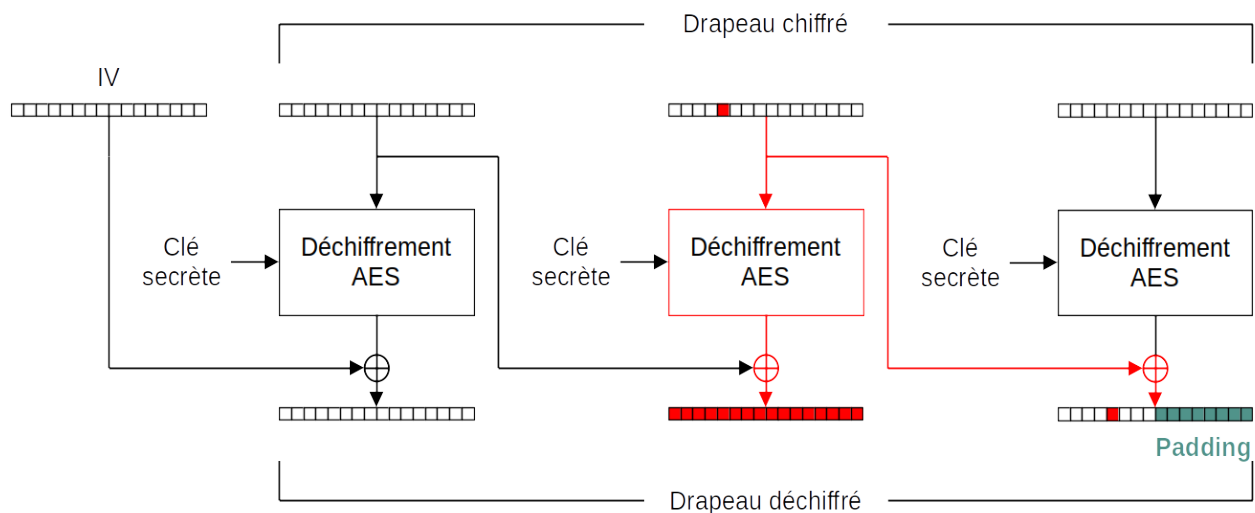 Drapeau chiffré
IV
Clé
secrète
Déchiffrement
AES
Clé
secrète
Déchiffrement
AES
Clé
secrète
Déchiffrement
AES
Padding
Drapeau déchiffré